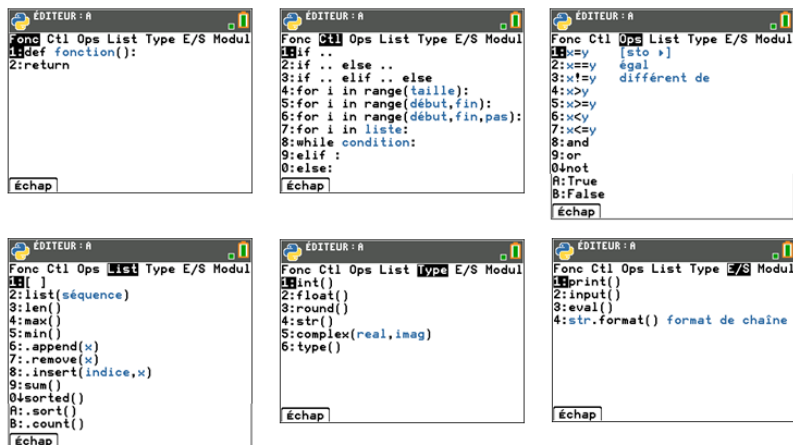 ÉDITEUR : A
Fonc Ctl Ops List Type E/S Modul
1:def fonction():
2:return
Échap
ÉDITEUR : A
Fonc Ctl Ops List Type E/S Modul
1:if ..
2:if .. else ..
3:if .. elif .. else
4:for i in range(taille):
5:for i in range(début,fin):
6:for i in range(début,fin,pas):
7:for i in liste:
8:while condition:
9:elif :
0:else:
Échap
ÉDITEUR : A
Fonc Ctl Ops List Type E/S Modul
1:x=y [sto ▸]
2:x==y égal
3:x!=y différent de
4:x>y
5:x>=y
6:x<y
7:x<=y
8:and
9:or
0↓not
A:True
B:False
Échap
ÉDITEUR : A
Fonc Ctl Ops List Type E/S Modul
1:[ ]
2:list(séquence)
3:len()
4:max()
5:min()
6:.append(x)
7:.remove(x)
8:.insert(indice,x)
9:sum()
0↓sorted()
A:.sort()
B:.count()
Échap
ÉDITEUR : A
Fonc Ctl Ops List Type E/S Modul
1:int()
2:float()
3:round()
4:str()
5:complex(real,imag)
6:type()
Échap
ÉDITEUR : A
Fonc Ctl Ops List Type E/S Modul
1:print()
2:input()
3:eval()
4:str.format() format de chaîne
Échap